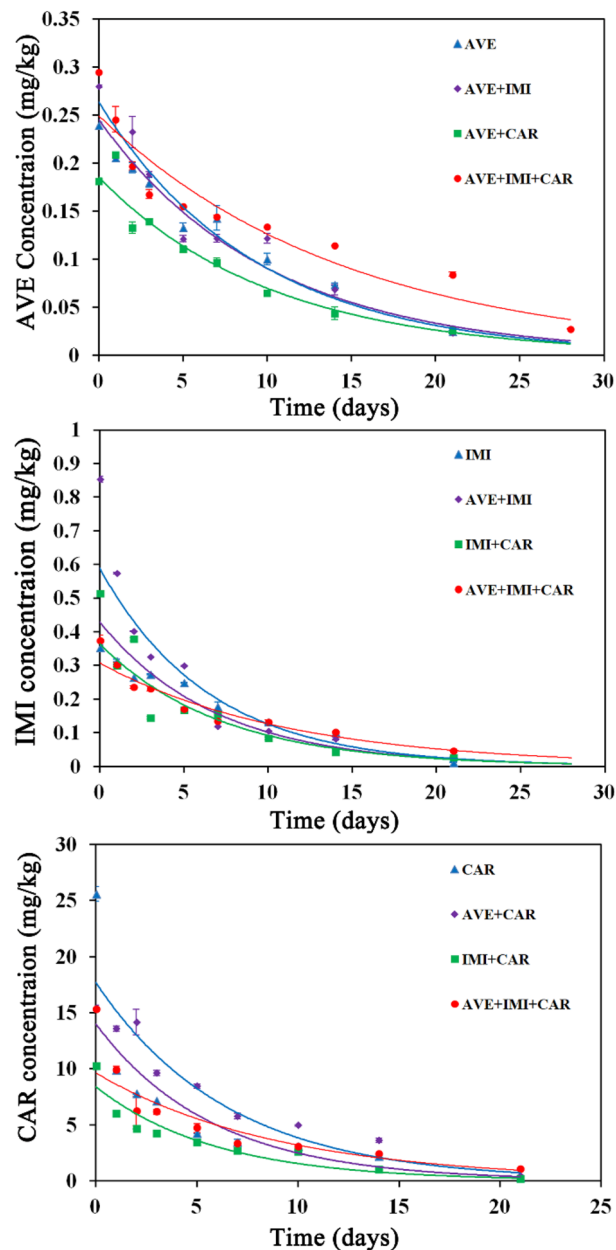 AVE Concentraion (mg/kg)
0.35
0.3
0.25
0.2
0.15
0.1
0.05
0
AVE
AVE+IMI
AVE+CAR
AVE+IMI+CAR
0 5 10 15 20 25 30
Time (days)
IMI concentraion (mg/kg)
1
0.9
0.8
0.7
0.6
0.5
0.4
0.3
0.2
0.1
0
IMI
AVE+IMI
IMI+CAR
AVE+IMI+CAR
0 5 10 15 20 25 30
Time (days)
CAR concentraion (mg/kg)
30
25
20
15
10
5
0
CAR
AVE+CAR
IMI+CAR
AVE+IMI+CAR
0 5 10 15 20 25
Time (days)